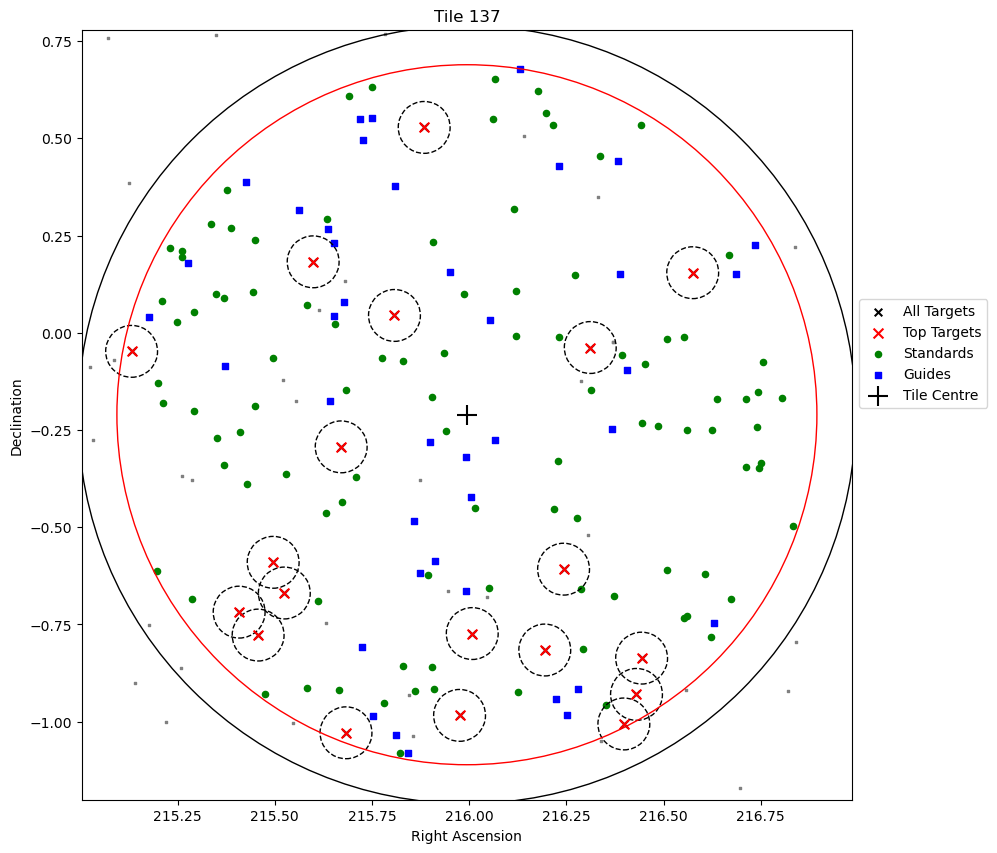 Tile 137
0.75
0.50
0.25
0.00
−0.25
−0.50
−0.75
−1.00
Declination
215.25
215.50
215.75
216.00
216.25
216.50
216.75
Right Ascension
All Targets
Top Targets
Standards
Guides
Tile Centre